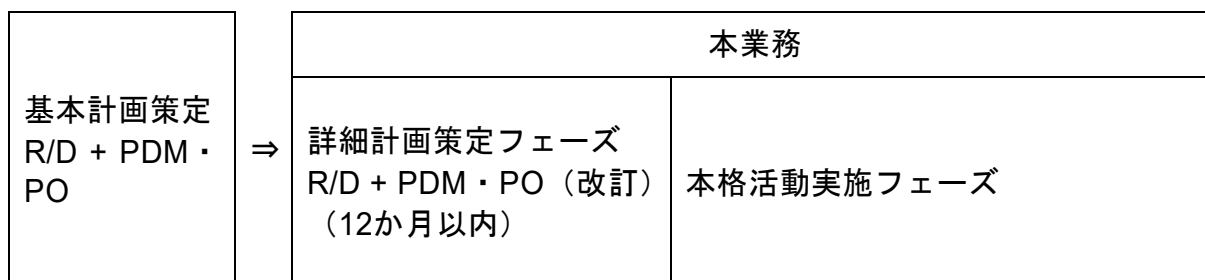 基本計画策定
R/D + PDM・
PO
⇒
本業務
詳細計画策定フェーズ
R/D + PDM・PO（改訂）
（12か月以内）
本格活動実施フェーズ